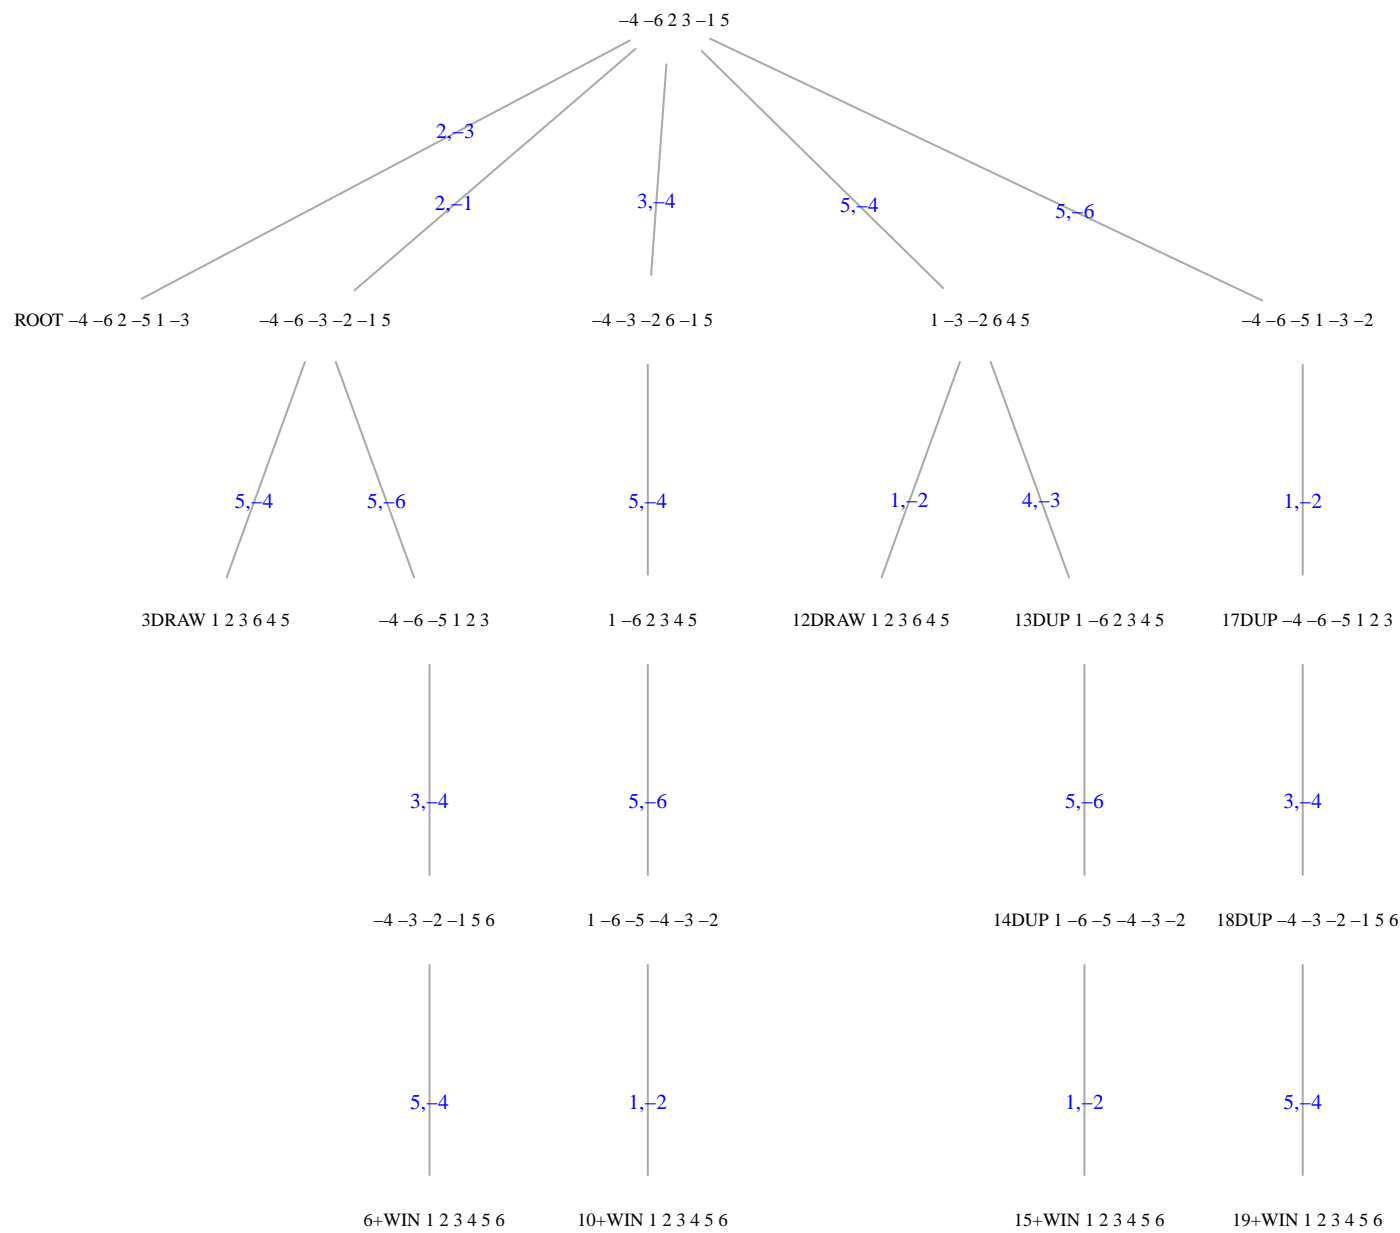 –4 –6 2 3 –1 5
2,–3
2,–1
3,–4
5,–4
5,–6
ROOT –4 –6 2 –5 1 –3
–4 –6 –3 –2 –1 5
–4 –3 –2 6 –1 5
1 –3 –2 6 4 5
–4 –6 –5 1 –3 –2
5,–4
5,–6
5,–4
1,–2
4,–3
1,–2
3DRAW 1 2 3 6 4 5
–4 –6 –5 1 2 3
1 –6 2 3 4 5
12DRAW 1 2 3 6 4 5
13DUP 1 –6 2 3 4 5
17DUP –4 –6 –5 1 2 3
3,–4
5,–6
5,–6
3,–4
–4 –3 –2 –1 5 6
1 –6 –5 –4 –3 –2
14DUP 1 –6 –5 –4 –3 –2
18DUP –4 –3 –2 –1 5 6
5,–4
1,–2
1,–2
5,–4
6+WIN 1 2 3 4 5 6
10+WIN 1 2 3 4 5 6
15+WIN 1 2 3 4 5 6
19+WIN 1 2 3 4 5 6